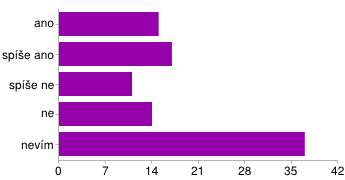 ano
spíše ano
spíše ne
ne
nevím
0 7 14 21 28 35 42